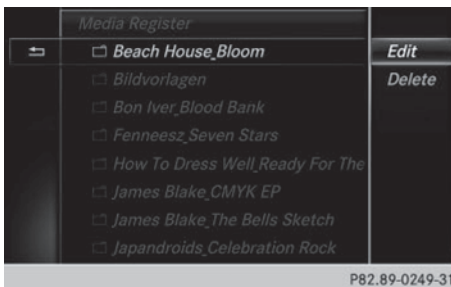 Media Register
Beach House_Bloom
Edit
Bildvorlagen
Delete
Bon Iver_Blood Bank
Fenneesz_Seven Stars
How To Dress Well_Ready For The
James Blake_CMYK EP
James Blake_The Bells Sketch
Japandroids_Celebration Rock
P82.89-0249-31